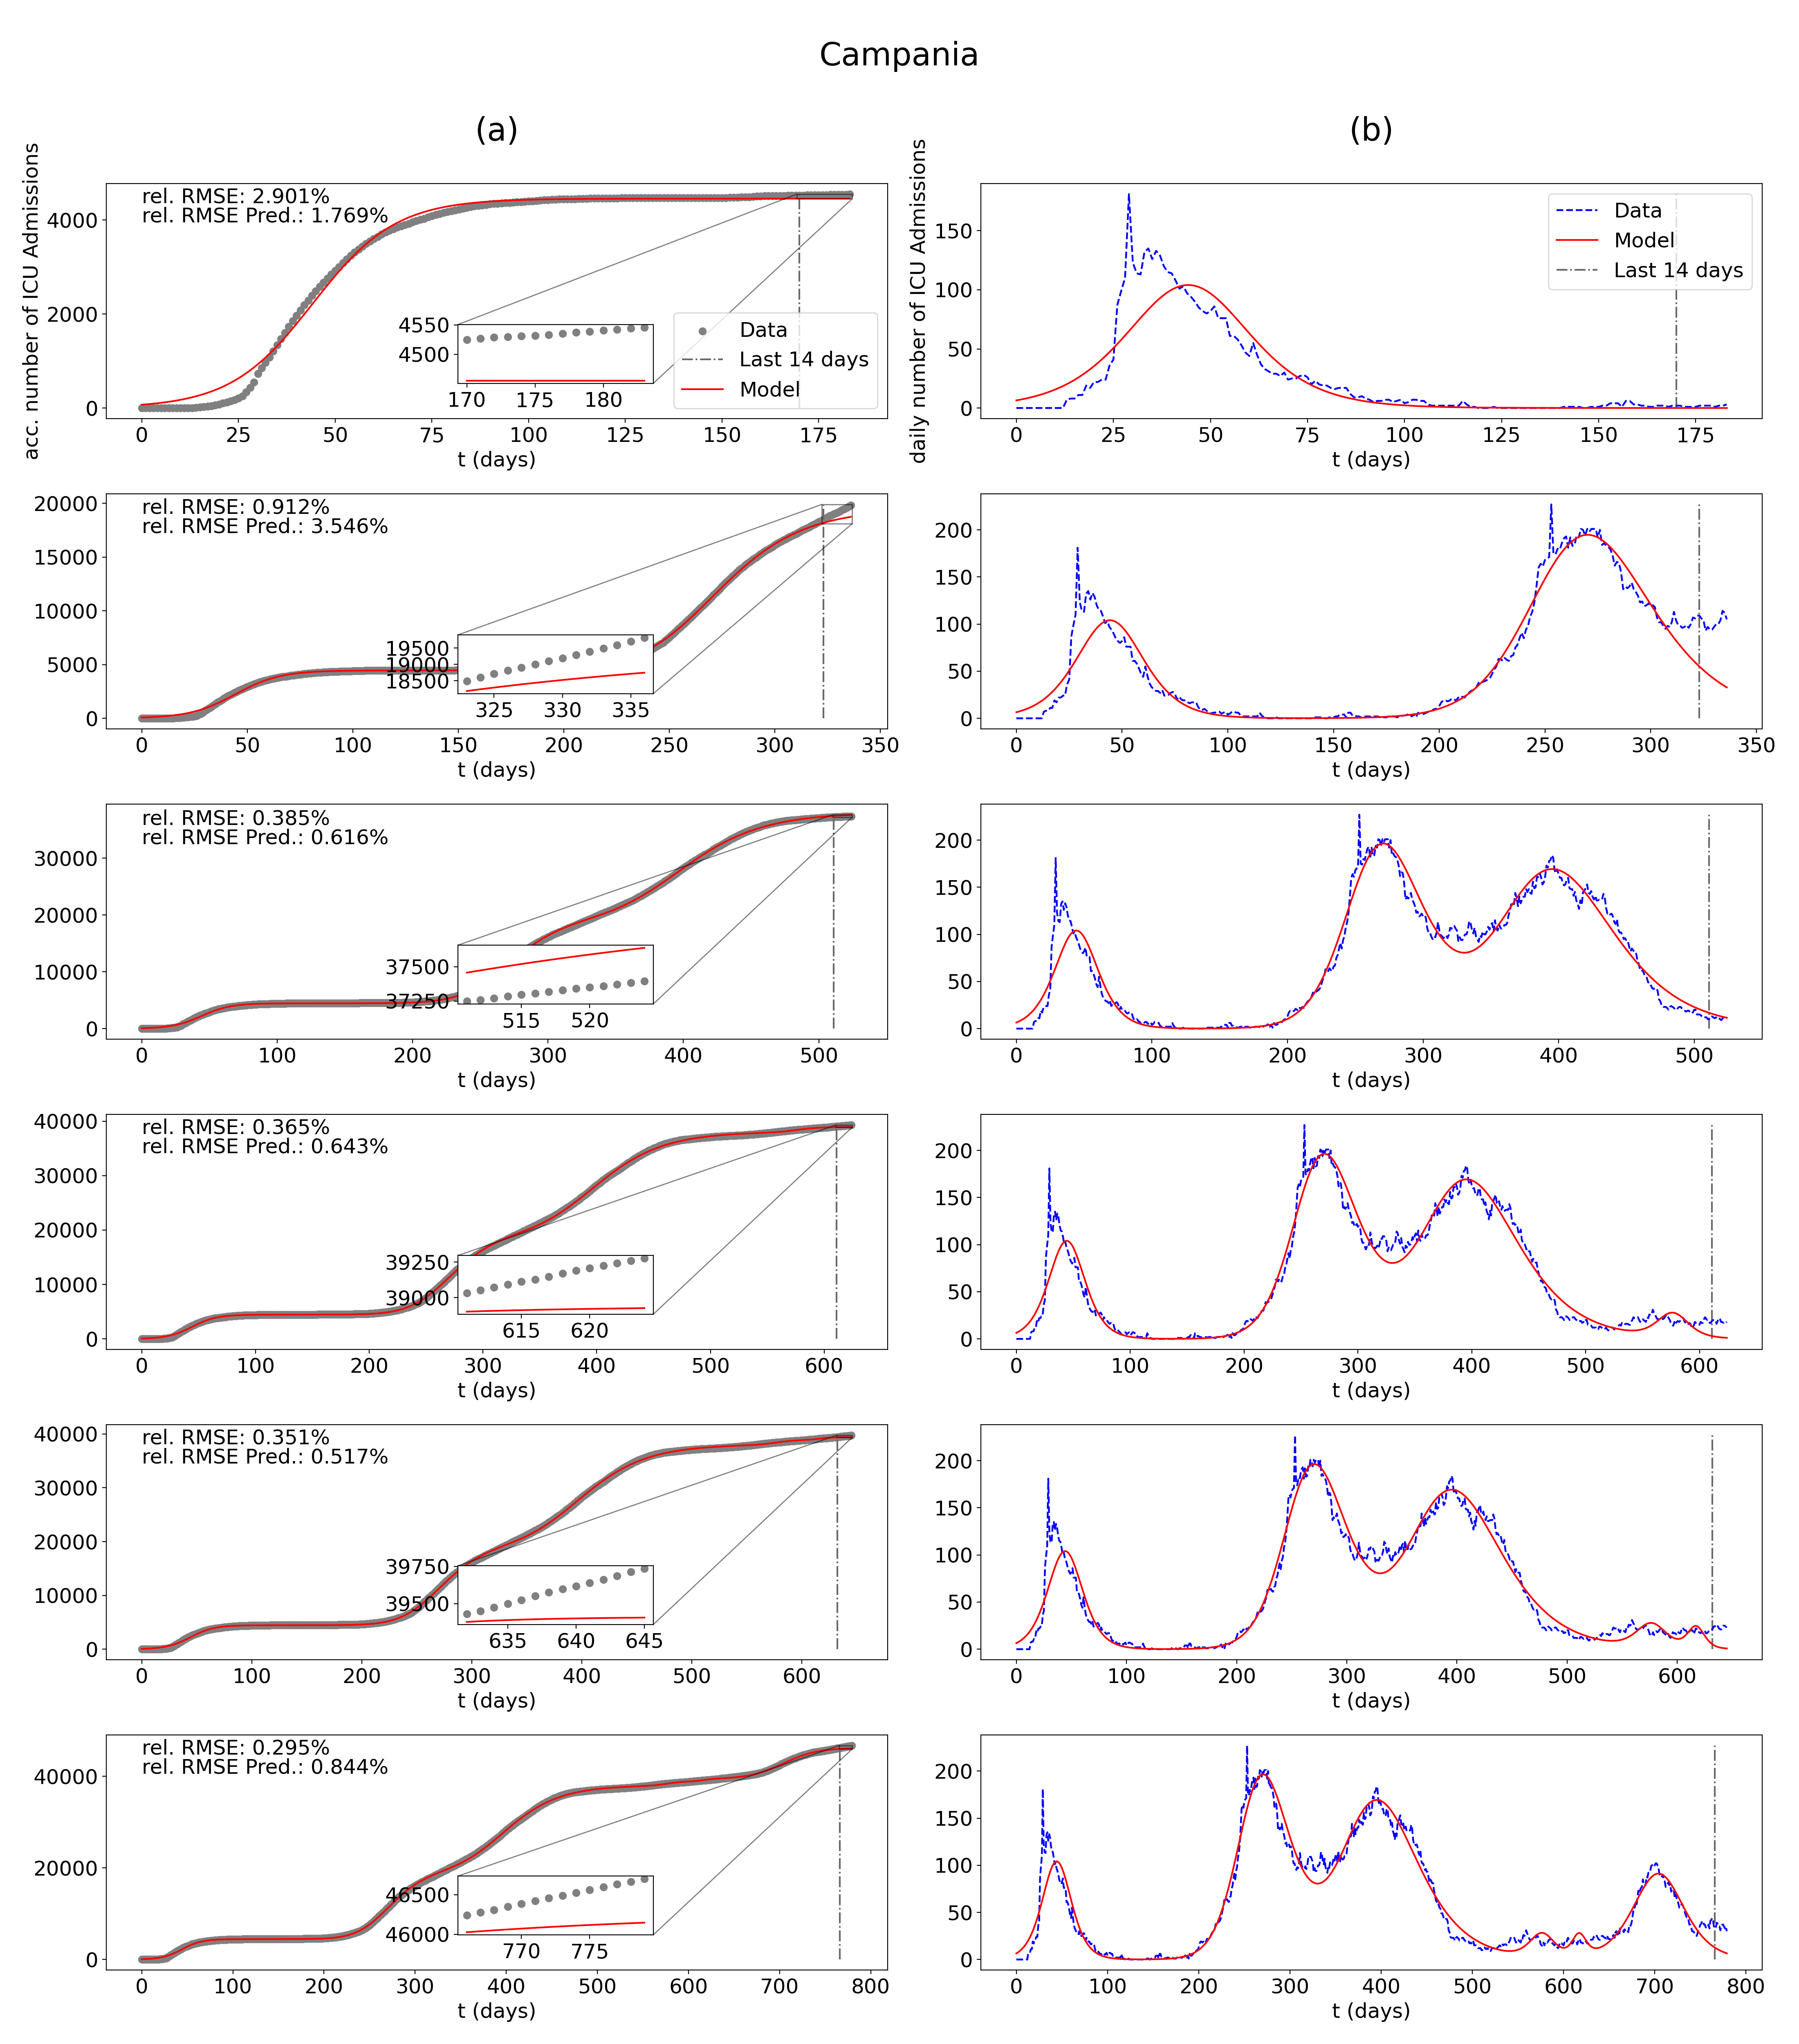 Campania
(a)
(b)
acc. number of ICU Admissions
rel. RMSE: 2.901%
rel. RMSE Pred.: 1.769%
4000
2000
0
4550
4500
170 175 180
Data
Last 14 days
Model
0 25 50 75 100 125 150 175
t (days)
daily number of ICU Admissions
150
100
50
0
Data
Model
Last 14 days
0 25 50 75 100 125 150 175
t (days)
rel. RMSE: 0.912%
rel. RMSE Pred.: 3.546%
20000
15000
10000
5000
0
19500
19000
18500
325 330 335
0 50 100 150 200 250 300 350
t (days)
200
150
100
50
0
0 50 100 150 200 250 300 350
t (days)
rel. RMSE: 0.385%
rel. RMSE Pred.: 0.616%
30000
20000
10000
0
37500
37250
515 520
0 100 200 300 400 500
t (days)
200
150
100
50
0
0 100 200 300 400 500
t (days)
rel. RMSE: 0.365%
rel. RMSE Pred.: 0.643%
40000
30000
20000
10000
0
39250
39000
615 620
0 100 200 300 400 500 600
t (days)
200
150
100
50
0
0 100 200 300 400 500 600
t (days)
rel. RMSE: 0.351%
rel. RMSE Pred.: 0.517%
40000
30000
20000
10000
0
39750
39500
635 640 645
0 100 200 300 400 500 600
t (days)
200
150
100
50
0
0 100 200 300 400 500 600
t (days)
rel. RMSE: 0.295%
rel. RMSE Pred.: 0.844%
40000
20000
0
46500
46000
770 775
0 100 200 300 400 500 600 700 800
t (days)
200
150
100
50
0
0 100 200 300 400 500 600 700 800
t (days)